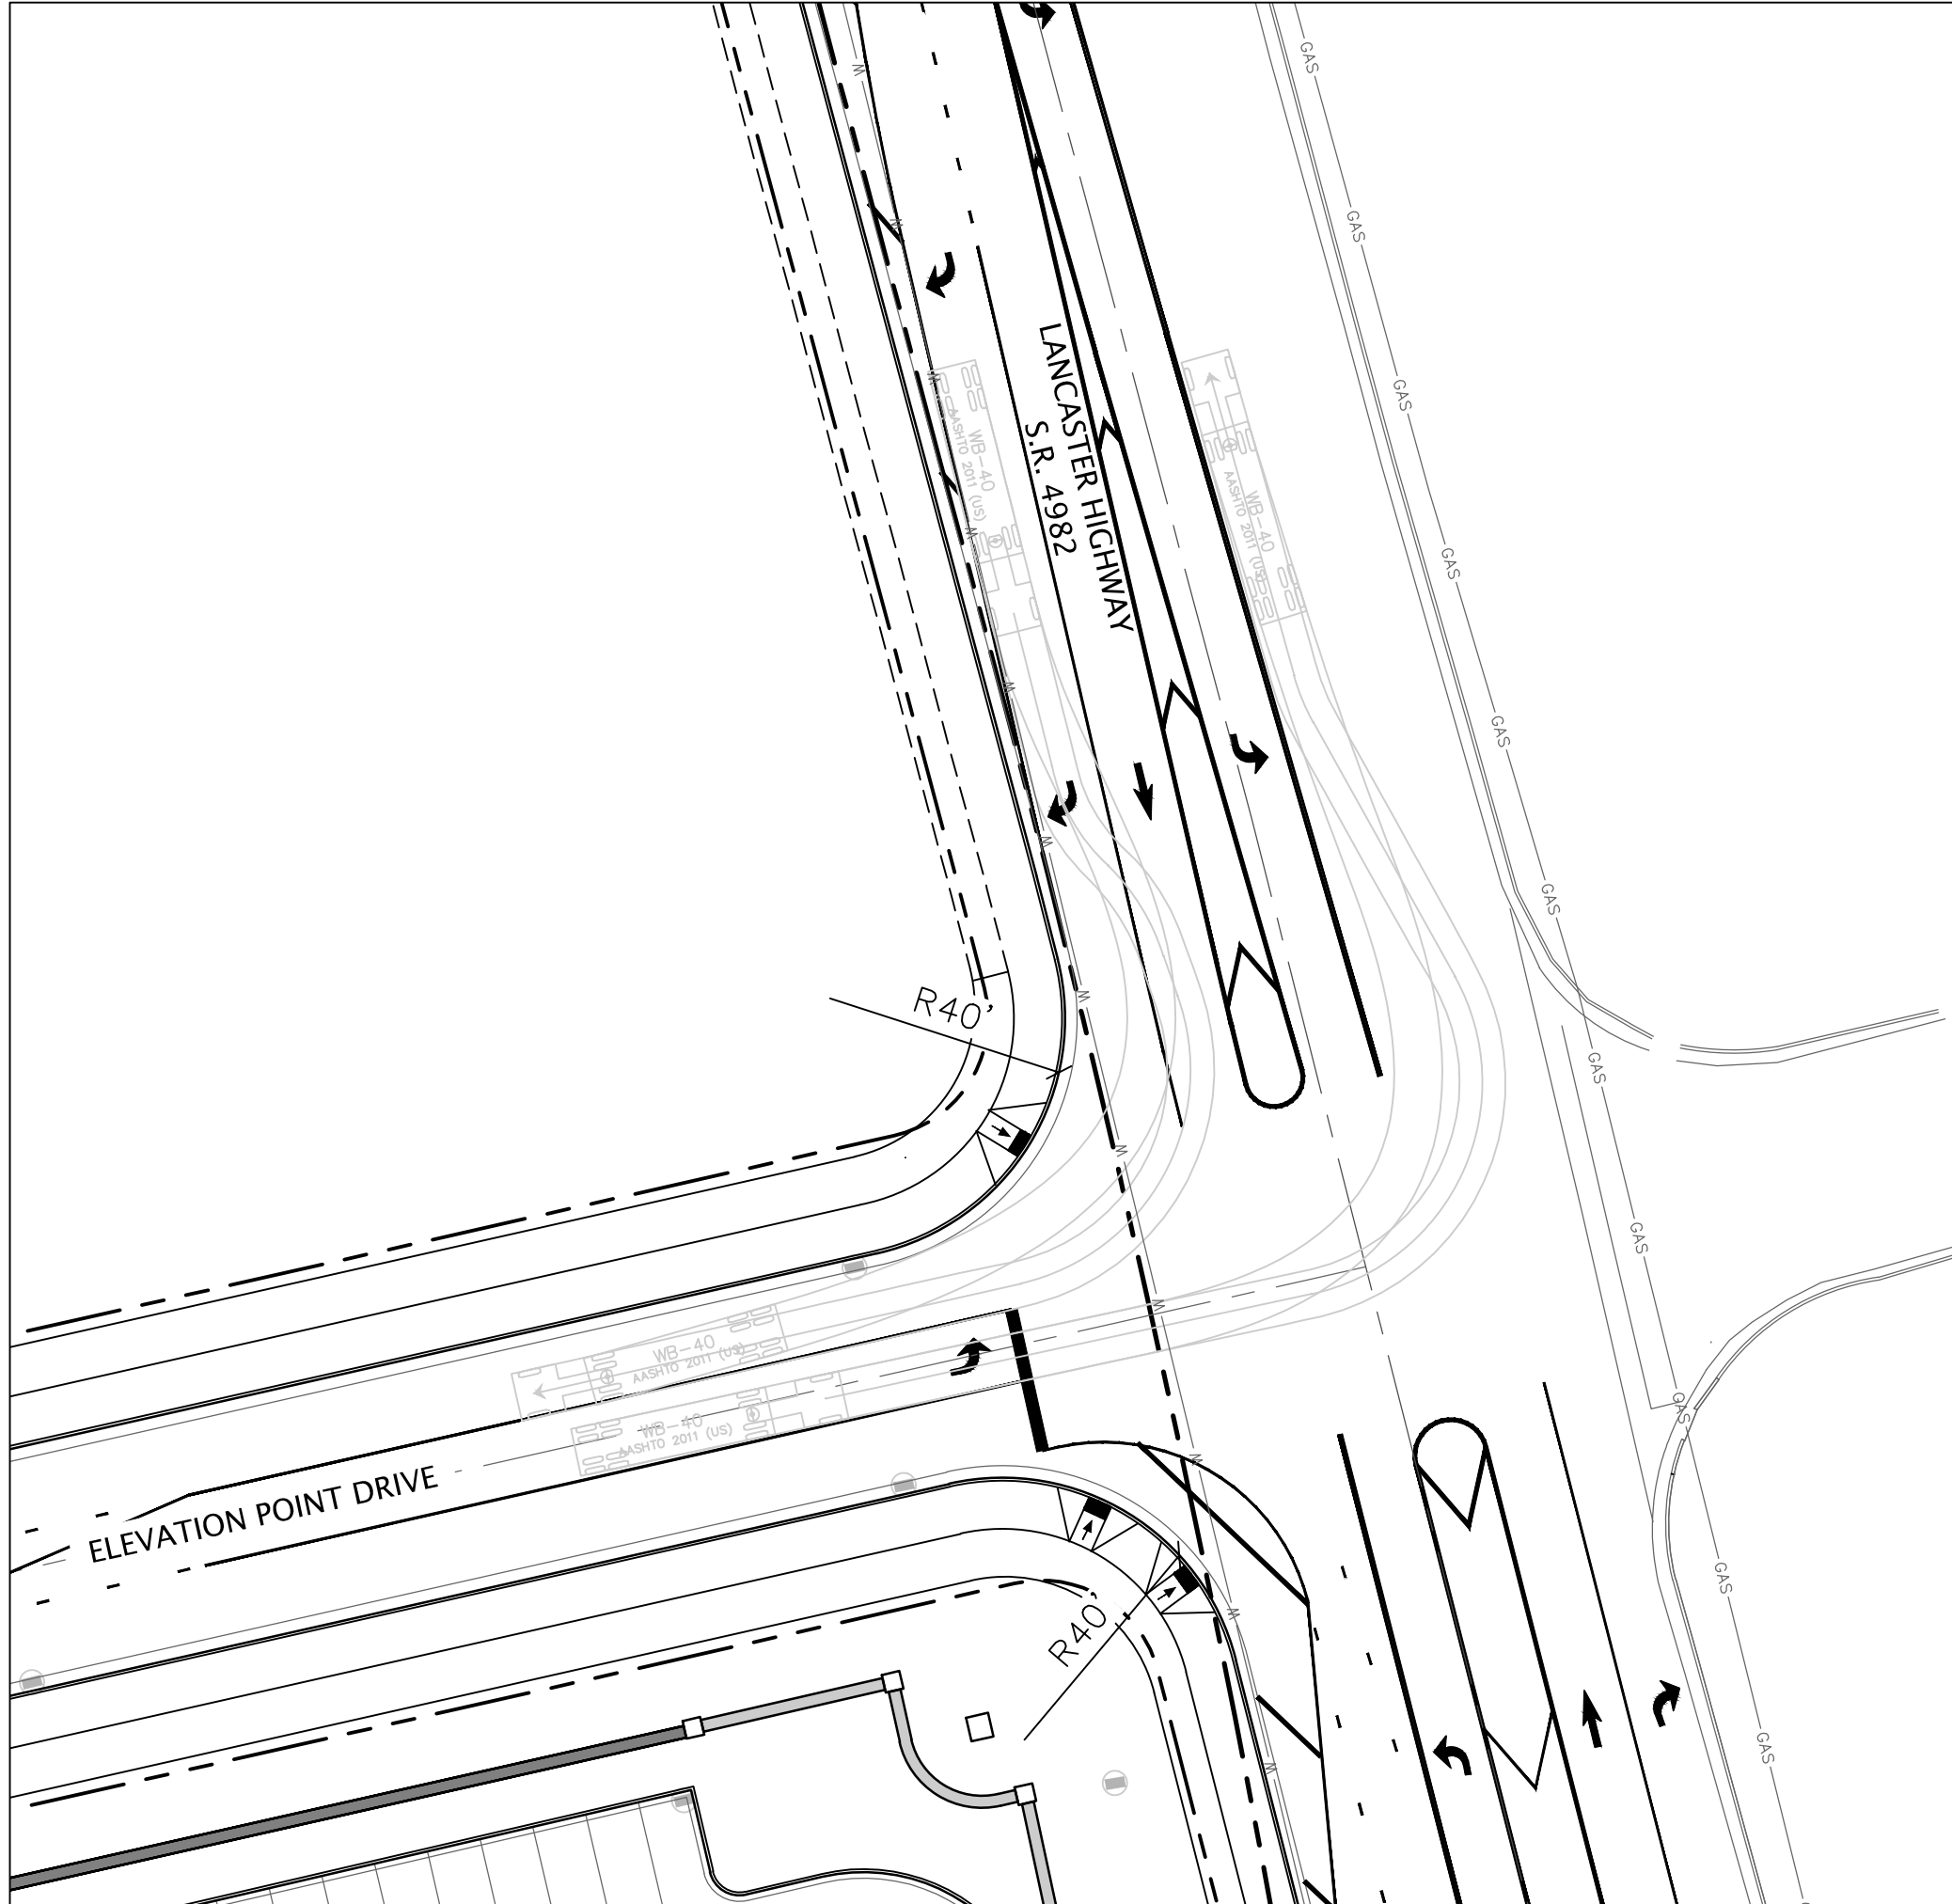 GAS
GAS
GAS
GAS
GAS
GAS
GAS
GAS
GAS
GAS
GAS
GAS
W
W
W
W
W
W
W
W
W
W
W
W
LANCASTER HIGHWAY
S.R. 4982
WB-40
AASHTO 2011 (US)
WB-40
AASHTO 2011 (US)
R40'
WB-40
AASHTO 2011 (US)
WB-40
AASHTO 2011 (US)
ELEVATION POINT DRIVE
R40'